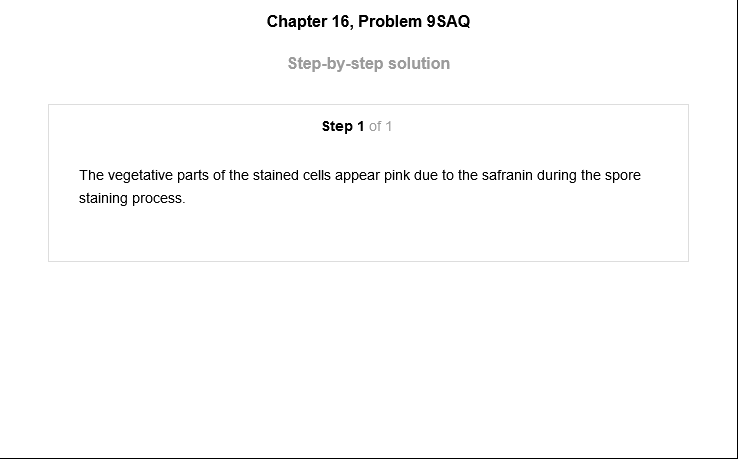 Chapter 16, Problem 9SAQ
Step-by-step solution
Step 1 of 1
The vegetative parts of the stained cells appear pink due to the safranin during the spore
staining process.